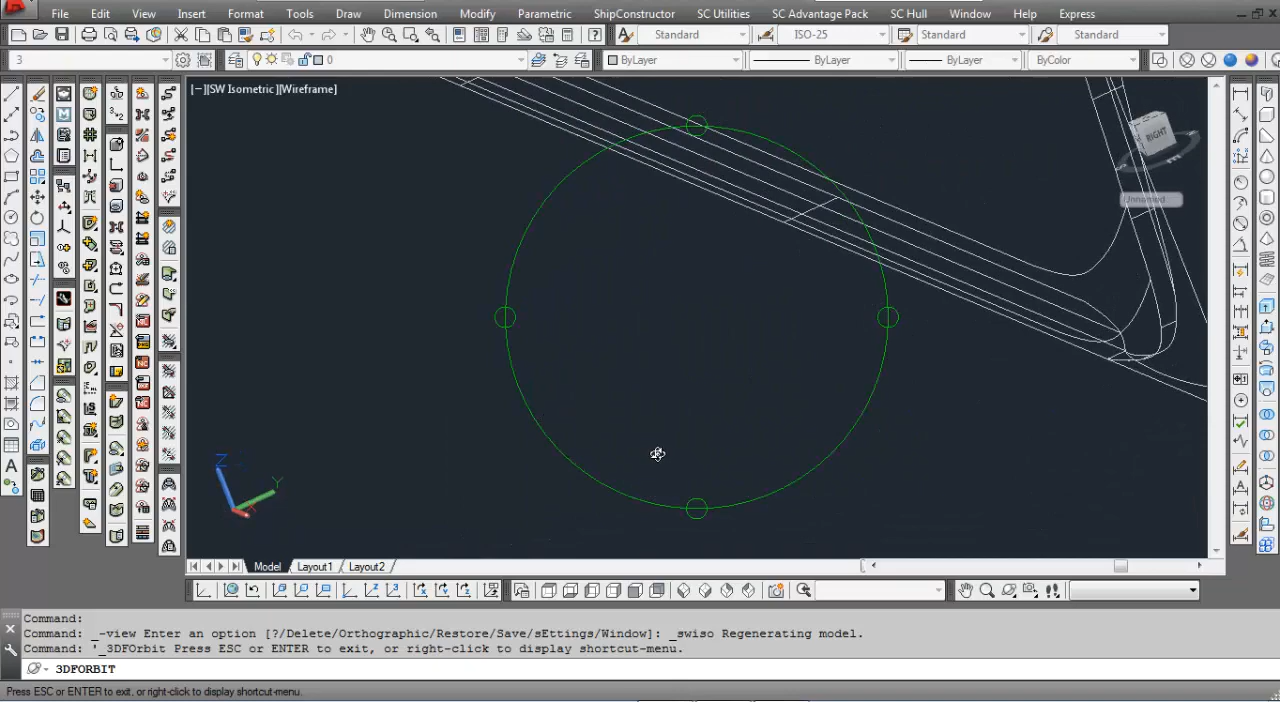 File Edit View Insert Format Tools Draw Dimension Modify Parametric ShipConstructor SC Utilities SC Advantage Pack SC Hull Window Help Express
Standard ISO-25 Standard Standard
3 0 ByLayer ByLayer ByLayer ByColor
[−][SW Isometric][Wireframe]
RIGHT
Unnamed
Z
Y
X
Model Layout1 Layout2
Command:
Command: _-view Enter an option [?/Delete/Orthographic/Restore/Save/sEttings/Window]: _swiso Regenerating model.
Command: '_3DFOrbit Press ESC or ENTER to exit, or right-click to display shortcut-menu.
3DFORBIT
Press ESC or ENTER to exit, or right-click to display shortcut-menu.